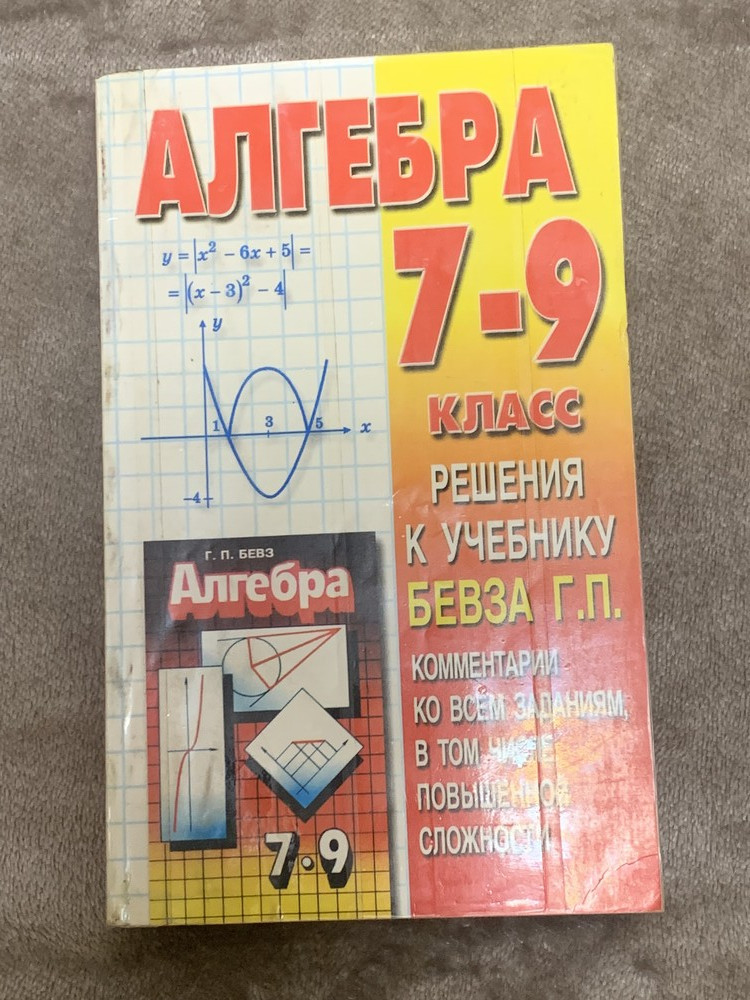 АЛГЕБРА
7-9
КЛАСС
y = |x² − 6x + 5| =
= |(x − 3)² − 4|
y
1 3 5 x
−4
РЕШЕНИЯ
К УЧЕБНИКУ
БЕВЗА Г.П.
КОММЕНТАРИИ
КО ВСЕМ ЗАДАНИЯМ,
В ТОМ ЧИСЛЕ
ПОВЫШЕННОЙ
СЛОЖНОСТИ
Г. П. БЕВЗ
Алгебра
7·9